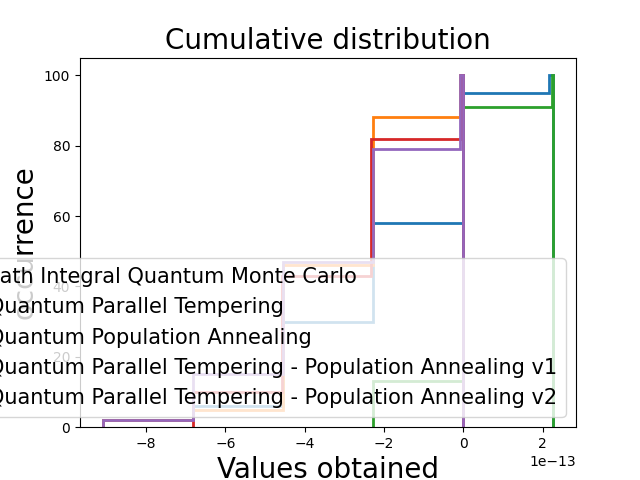 Cumulative distribution
100
80
60
40
20
0
ath Integral Quantum Monte Carlo
Quantum Parallel Tempering
Quantum Population Annealing
Quantum Parallel Tempering - Population Annealing v1
Quantum Parallel Tempering - Population Annealing v2
−8 −6 −4 −2 0 2
1e−13
Values obtained